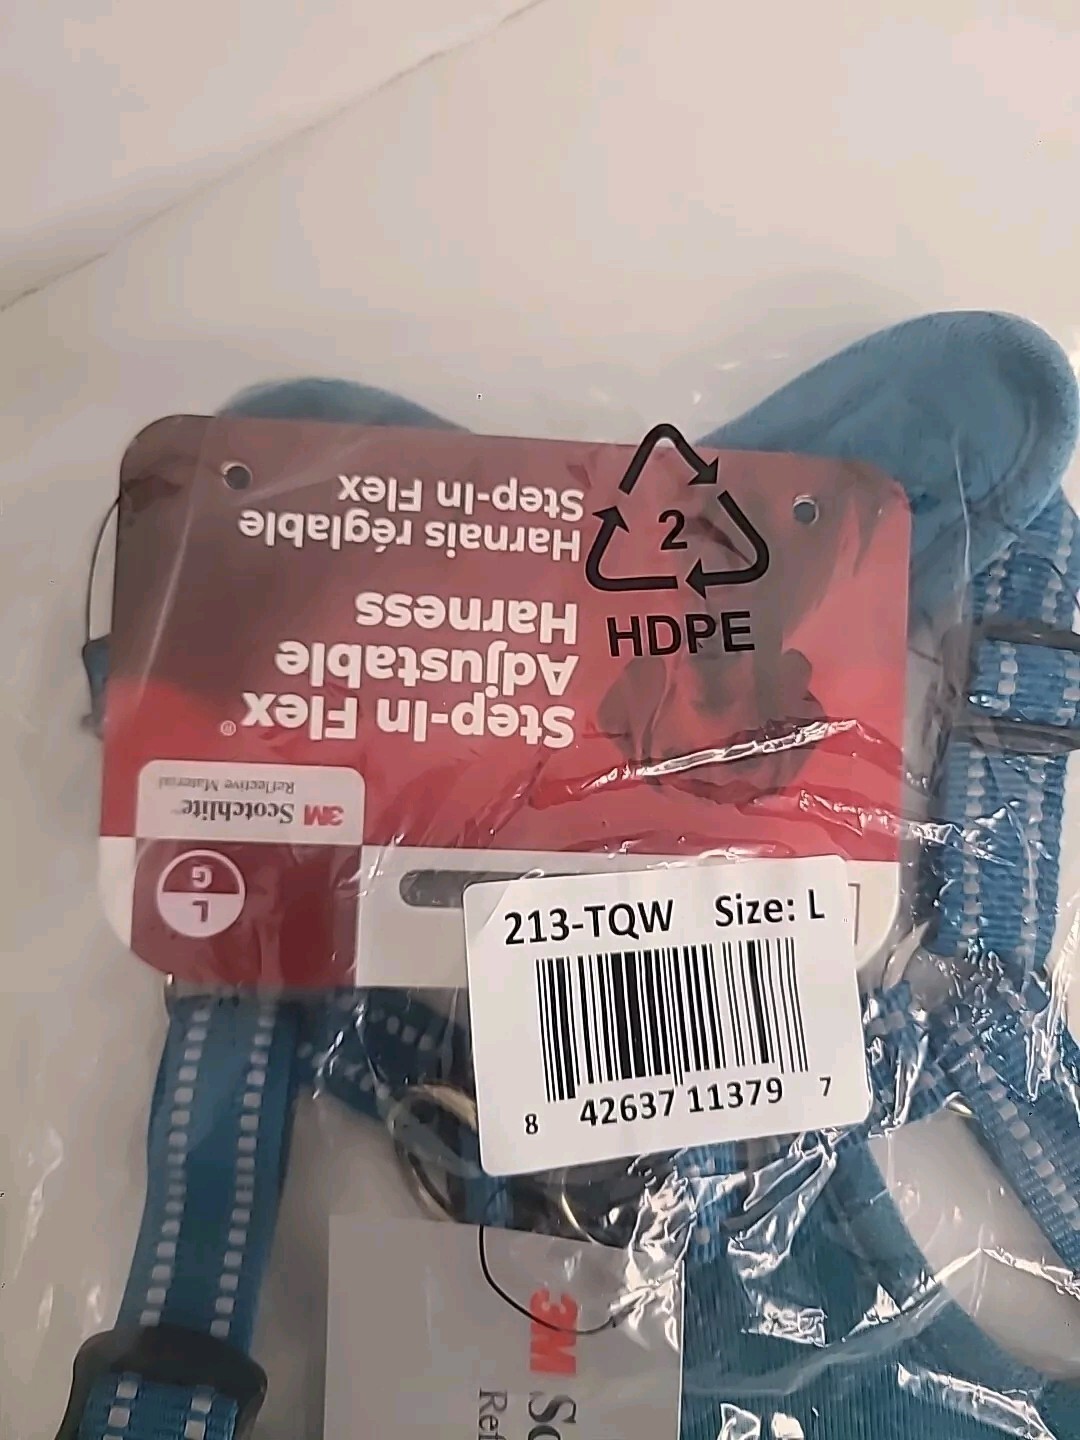 Step-In Flex®
Adjustable
Harness
Harnais réglable
Step-In Flex
3M Scotchlite™
Reflective Material
L
G
2
HDPE
213-TQW Size: L
8 42637 11379 7
3M